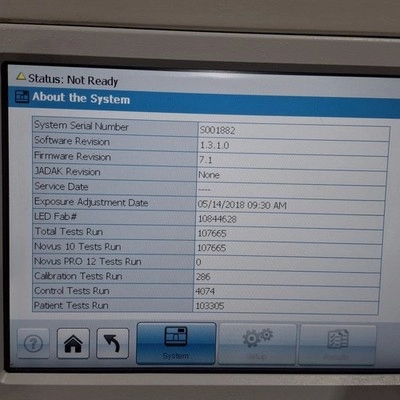 Status: Not Ready
About the System
System Serial Number S001882
Software Revision 1.3.1.0
Firmware Revision 7.1
JADAK Revision None
Service Date ----
Exposure Adjustment Date 05/14/2018 09:30 AM
LED Fab# 10844628
Total Tests Run 107665
Novus 10 Tests Run 107665
Novus PRO 12 Tests Run 0
Calibration Tests Run 286
Control Tests Run 4074
Patient Tests Run 103305
System Setup Results